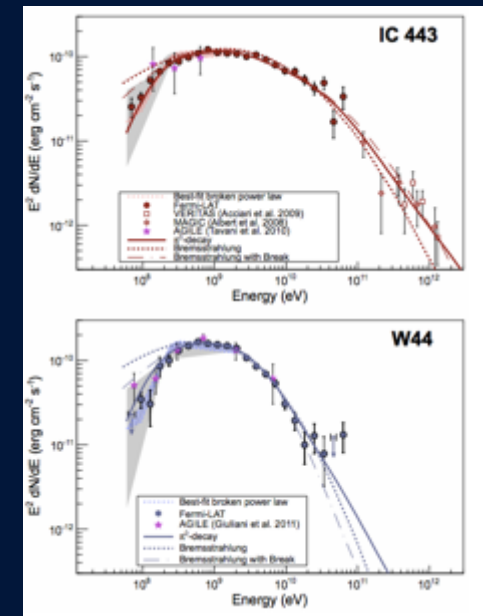 IC 443
E² dN/dE (erg cm⁻² s⁻¹)
10⁻¹⁰
10⁻¹¹
10⁻¹²
Best-fit broken power law
Fermi-LAT
VERITAS (Acciari et al. 2009)
MAGIC (Albert et al. 2008)
AGILE (Tavani et al. 2010)
π⁰-decay
Bremsstrahlung
Bremsstrahlung with Break
10⁸ 10⁹ 10¹⁰ 10¹¹ 10¹²
Energy (eV)
W44
E² dN/dE (erg cm⁻² s⁻¹)
10⁻¹⁰
10⁻¹¹
10⁻¹²
Best-fit broken power law
Fermi-LAT
AGILE (Giuliani et al. 2011)
π⁰-decay
Bremsstrahlung
Bremsstrahlung with Break
10⁸ 10⁹ 10¹⁰ 10¹¹ 10¹²
Energy (eV)